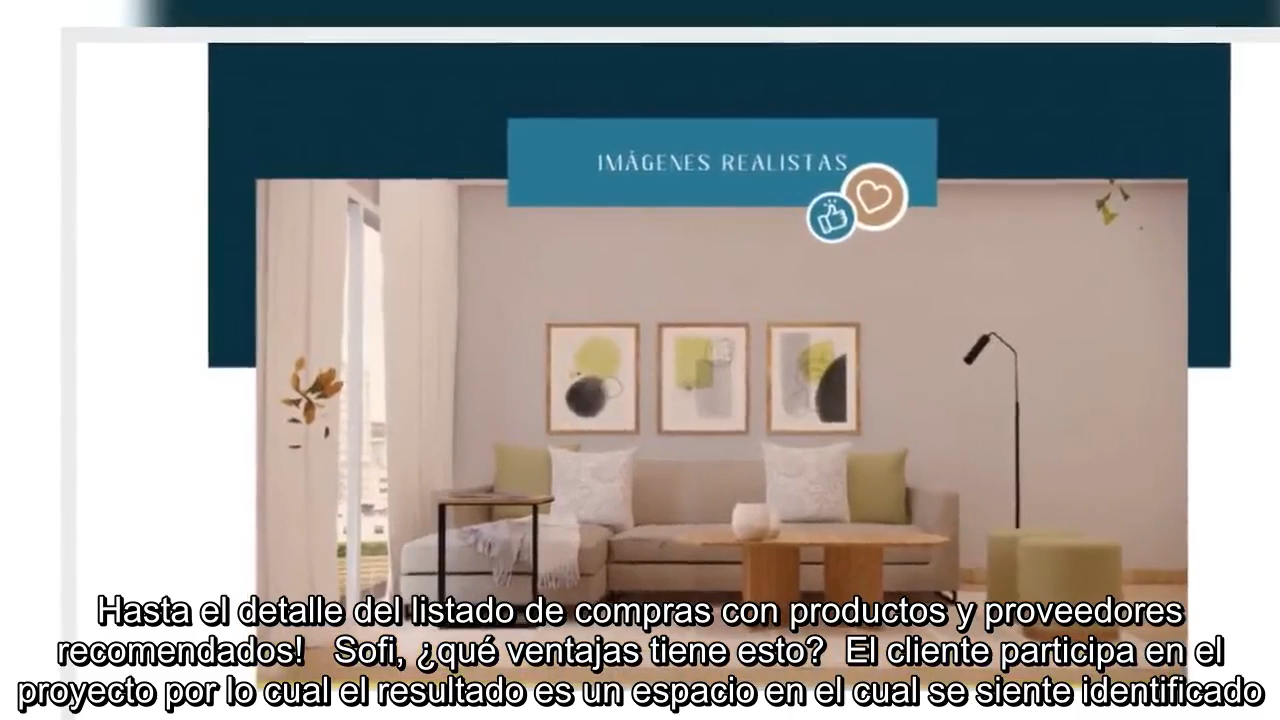 IMÁGENES REALISTAS
Hasta el detalle del listado de compras con productos y proveedores
recomendados!   Sofi, ¿qué ventajas tiene esto?  El cliente participa en el
proyecto por lo cual el resultado es un espacio en el cual se siente identificado